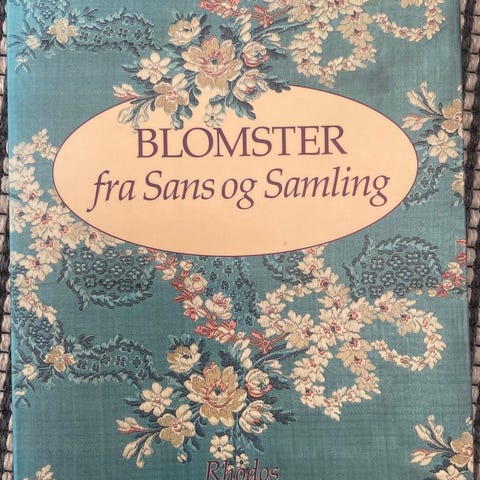 BLOMSTER
fra Sans og Samling
Rhodos